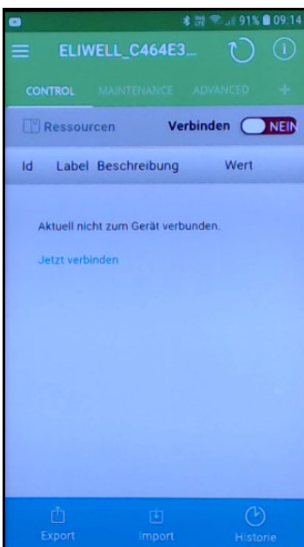 91% 09:14
ELIWELL_C464E3...
CONTROL MAINTENANCE ADVANCED +
Ressourcen Verbinden NEIN
Id Label Beschreibung Wert
Aktuell nicht zum Gerät verbunden.
Jetzt verbinden
Export Import Historie